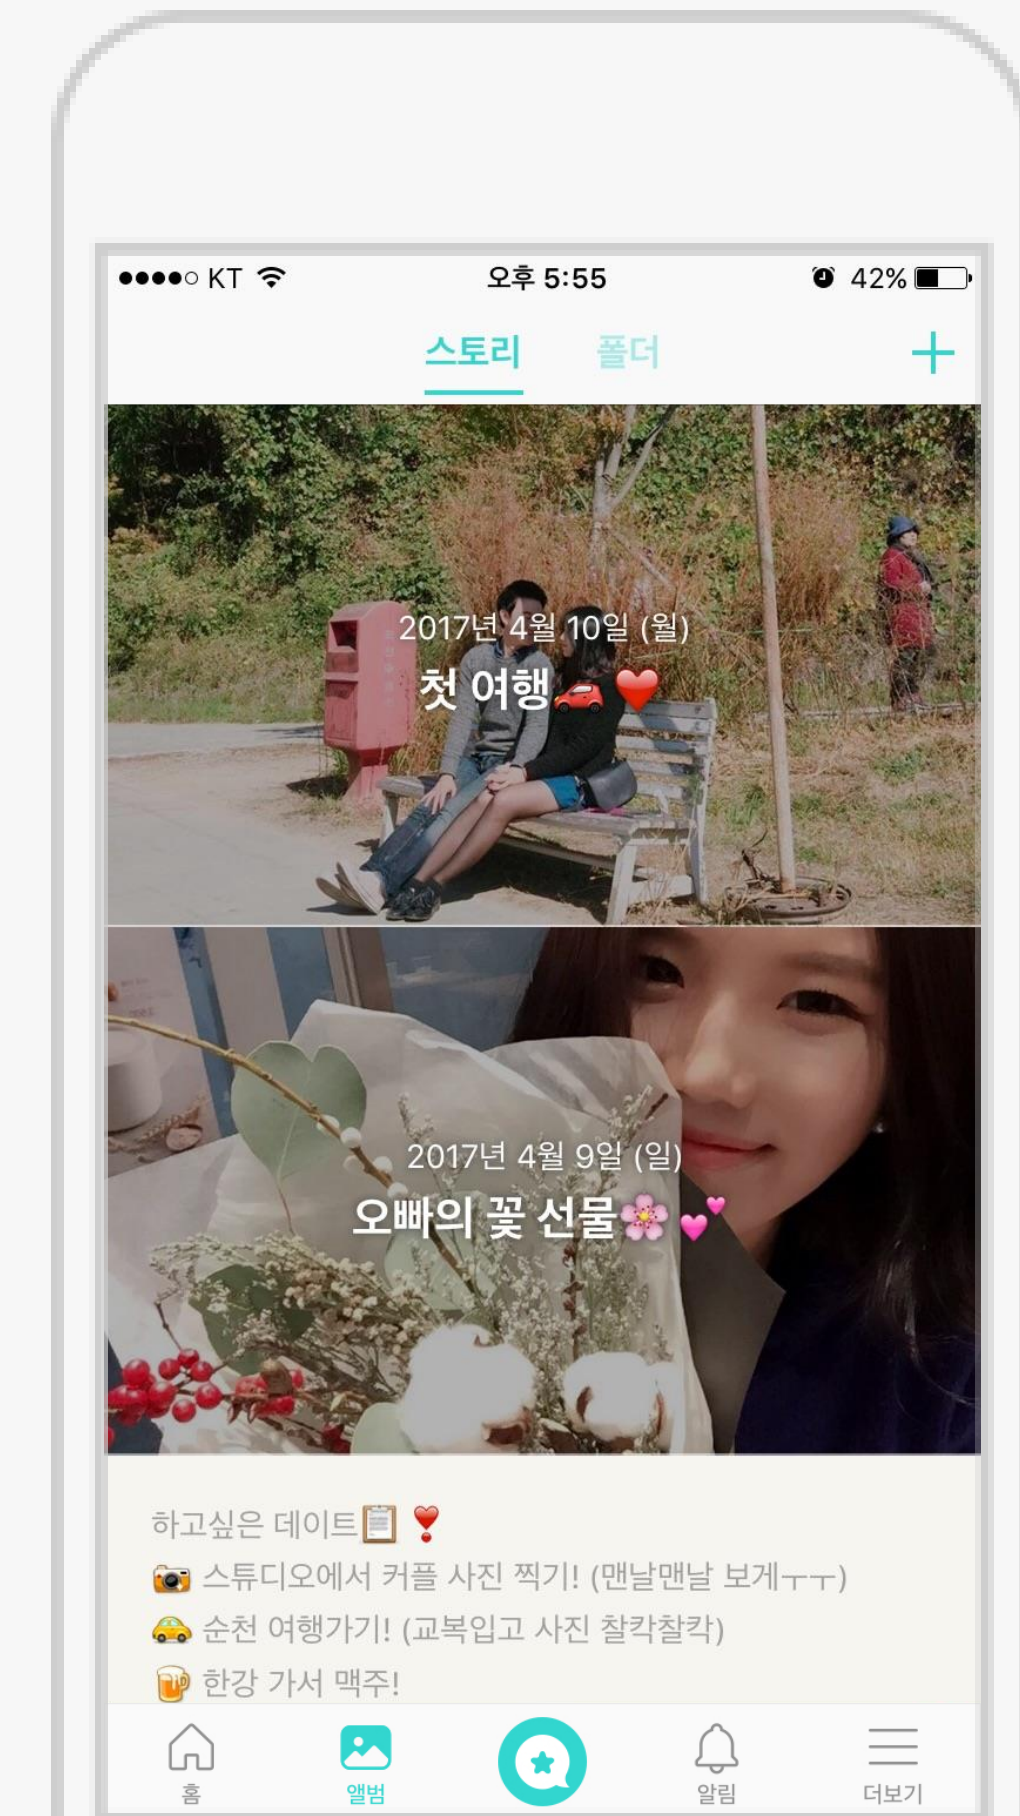 KT 오후 5:55 42%
스토리 폴더
2017년 4월 10일 (월)
첫 여행🚗 ❤️
2017년 4월 9일 (일)
오빠의 꽃 선물🌸 💕
하고싶은 데이트📋 ❣️
📷 스튜디오에서 커플 사진 찍기! (맨날맨날 보게ㅜㅜ)
🚕 순천 여행가기! (교복입고 사진 찰칵찰칵)
🍺 한강 가서 맥주!
홈 앨범 알림 더보기